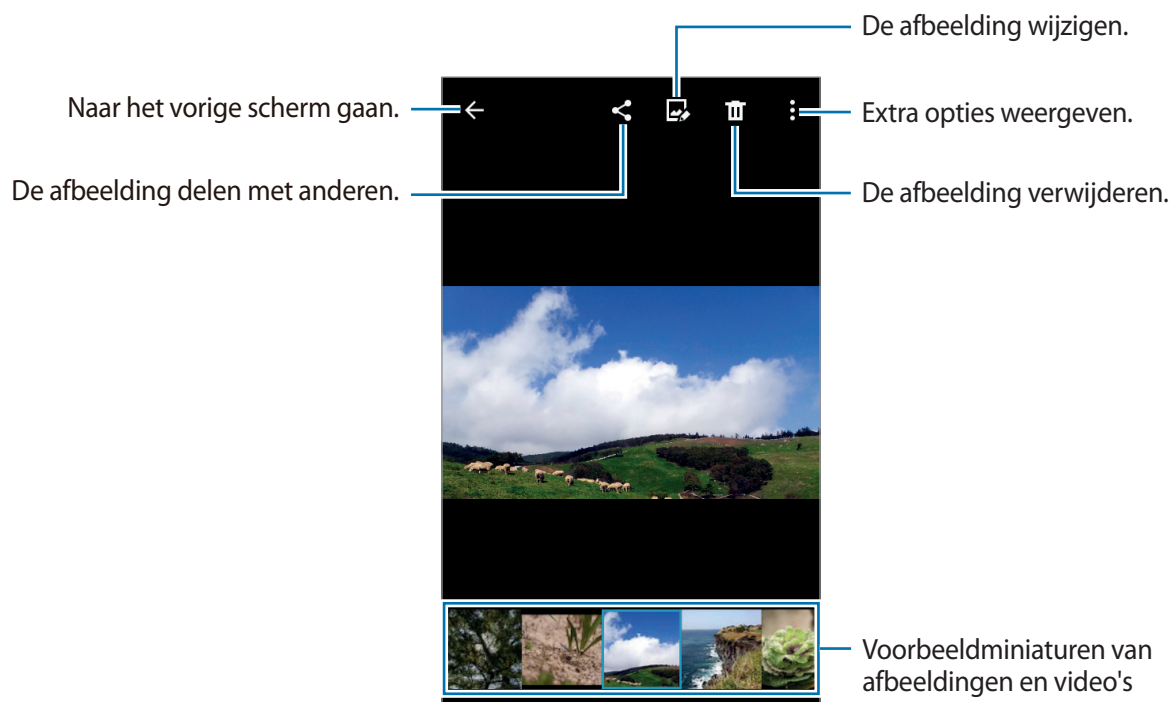 De afbeelding wijzigen.
Naar het vorige scherm gaan.
Extra opties weergeven.
De afbeelding delen met anderen.
De afbeelding verwijderen.
Voorbeeldminiaturen van
afbeeldingen en video's